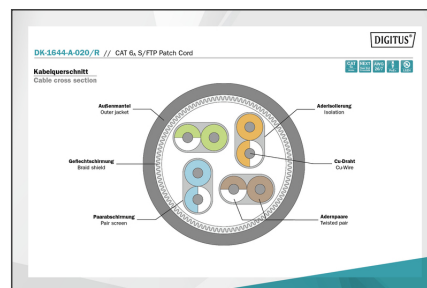 DIGITUS®
DK-1644-A-020/R // CAT 6A S/FTP Patch Cord
Kabelquerschnitt
Cable cross section
Außenmantel
Outer jacket
Aderisolierung
Isolation
Geflechtschirmung
Braid shield
Cu-Draht
Cu-Wire
Paarabschirmung
Pair screen
Adernpaare
Twisted pair